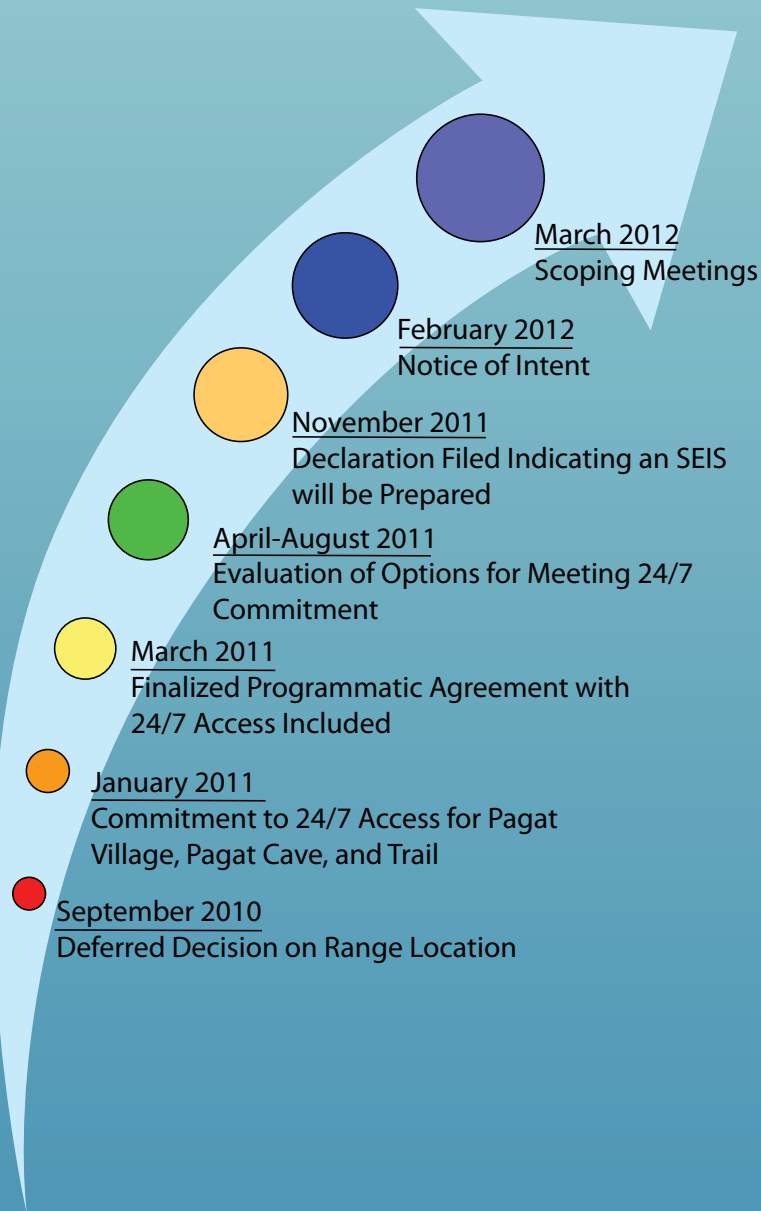 March 2012
Scoping Meetings
February 2012
Notice of Intent
November 2011
Declaration Filed Indicating an SEIS
will be Prepared
April-August 2011
Evaluation of Options for Meeting 24/7
Commitment
March 2011
Finalized Programmatic Agreement with
24/7 Access Included
January 2011
Commitment to 24/7 Access for Pagat
Village, Pagat Cave, and Trail
September 2010
Deferred Decision on Range Location